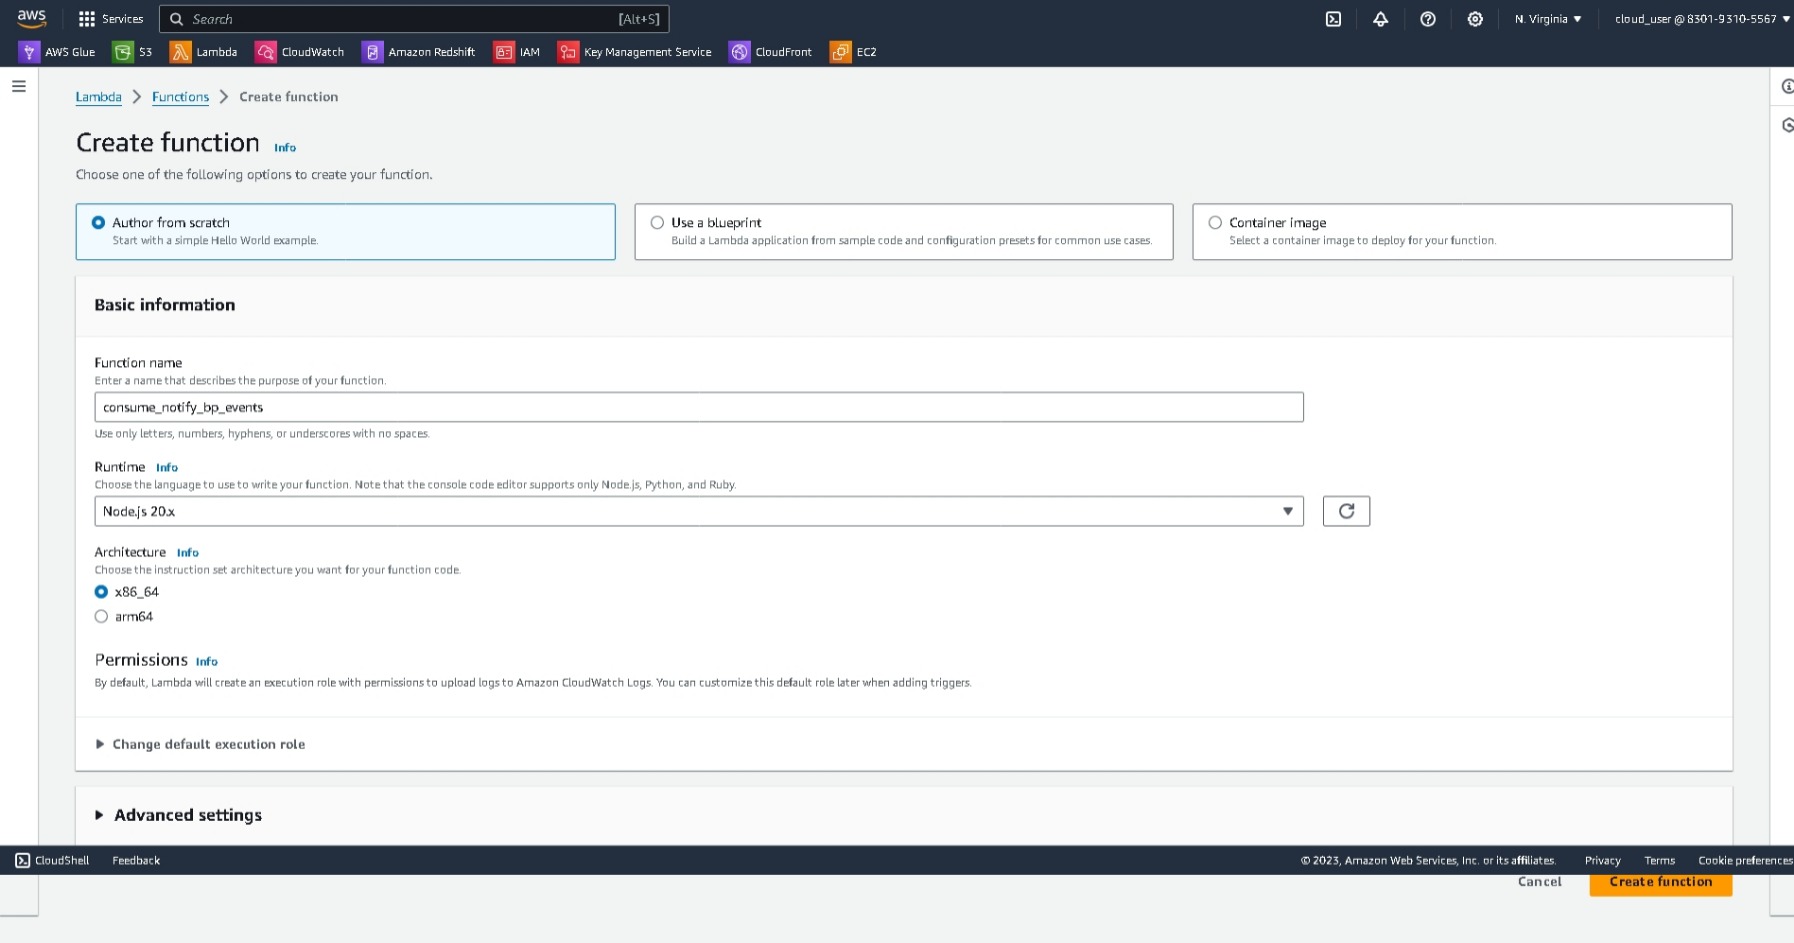 aws Services Search [Alt+S] N. Virginia cloud_user @ 8301-9310-5567
AWS Glue S3 Lambda CloudWatch Amazon Redshift IAM Key Management Service CloudFront EC2
Lambda Functions Create function
Create function Info
Choose one of the following options to create your function.
Author from scratch
Start with a simple Hello World example.
Use a blueprint
Build a Lambda application from sample code and configuration presets for common use cases.
Container image
Select a container image to deploy for your function.
Basic information
Function name
Enter a name that describes the purpose of your function.
consume_notify_bp_events
Use only letters, numbers, hyphens, or underscores with no spaces.
Runtime Info
Choose the language to use to write your function. Note that the console code editor supports only Node.js, Python, and Ruby.
Node.js 20.x
Architecture Info
Choose the instruction set architecture you want for your function code.
x86_64
arm64
Permissions Info
By default, Lambda will create an execution role with permissions to upload logs to Amazon CloudWatch Logs. You can customize this default role later when adding triggers.
Change default execution role
Advanced settings
CloudShell Feedback © 2023, Amazon Web Services, Inc. or its affiliates. Privacy Terms Cookie preferences
Cancel Create function